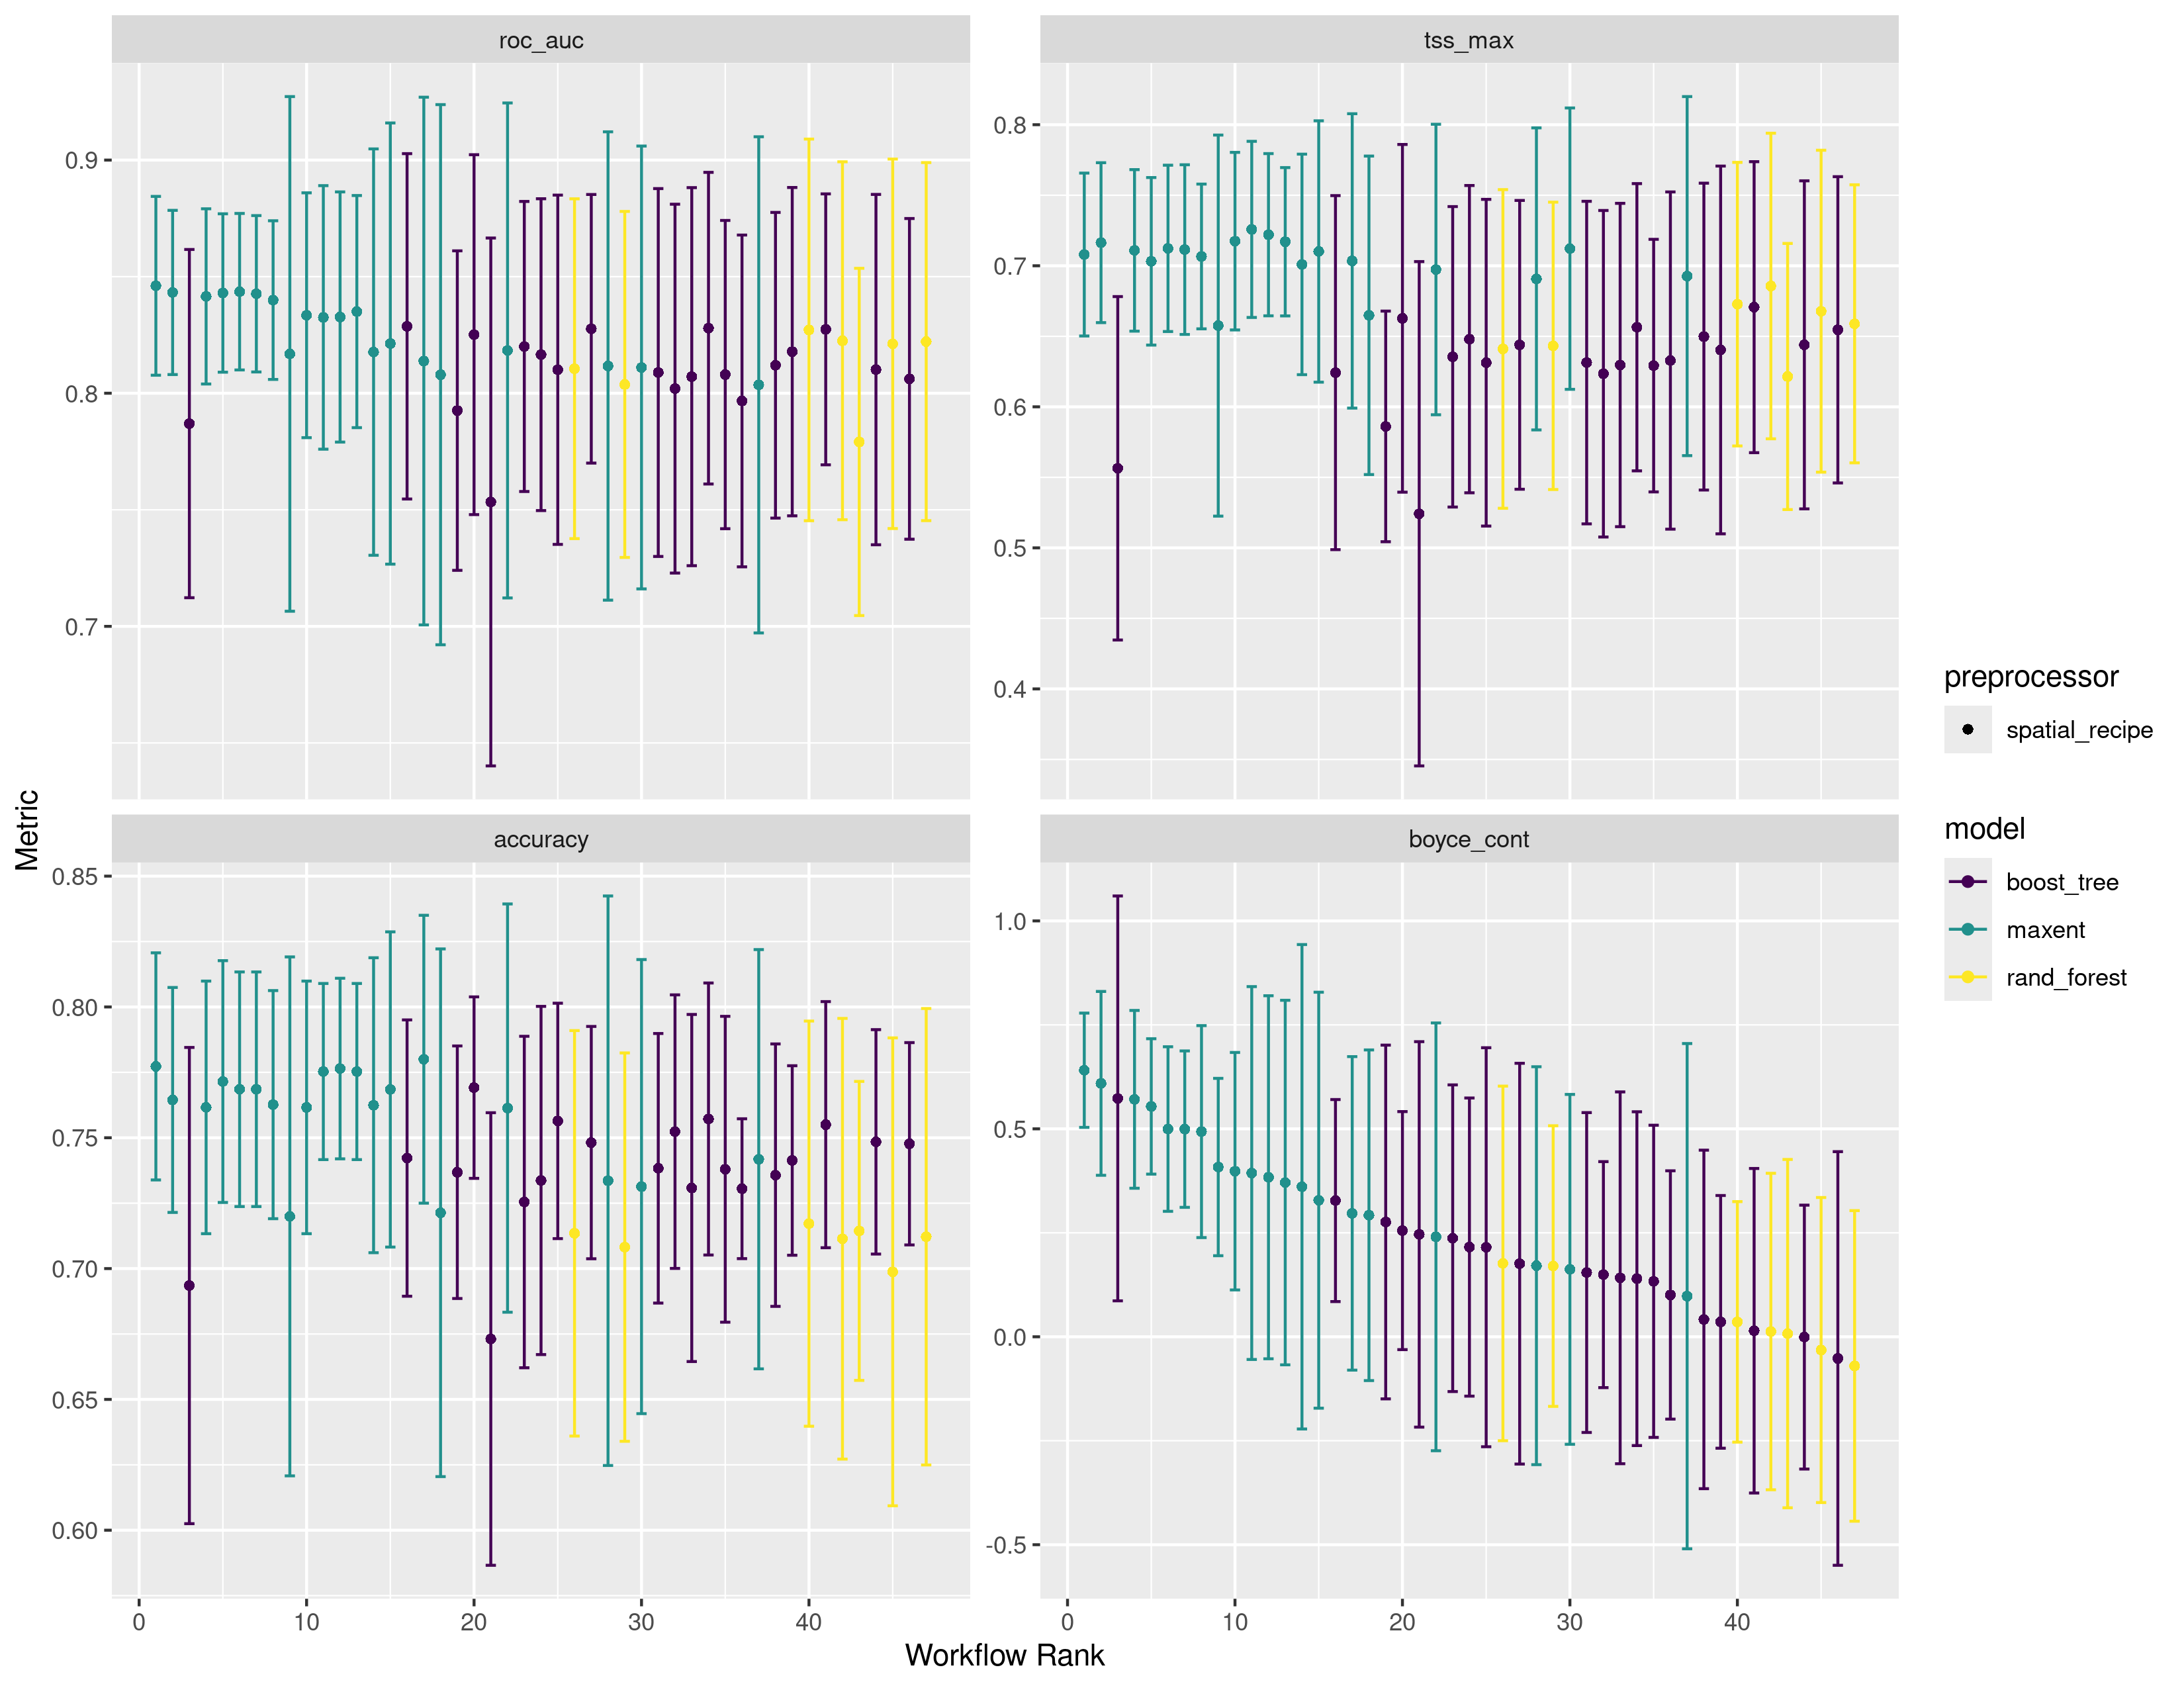 roc_auc
tss_max
0.9
0.8
0.7
0.8
0.7
0.6
0.5
0.4
accuracy
boyce_cont
0.85
0.80
0.75
0.70
0.65
0.60
1.0
0.5
0.0
-0.5
0 10 20 30 40
0 10 20 30 40
Workflow Rank
Metric
preprocessor
spatial_recipe
model
boost_tree
maxent
rand_forest